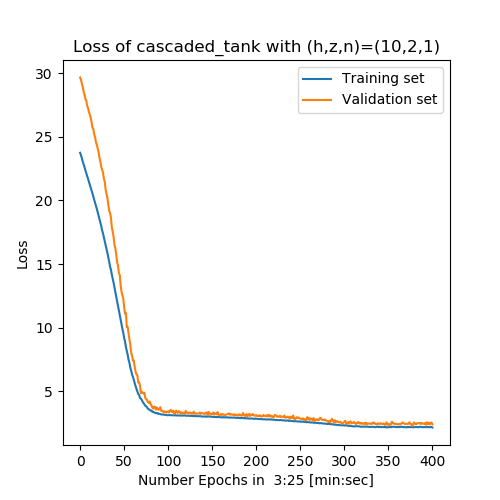 Loss of cascaded_tank with (h,z,n)=(10,2,1)
Training set
Validation set
30
25
20
15
10
5
Loss
0 50 100 150 200 250 300 350 400
Number Epochs in  3:25 [min:sec]